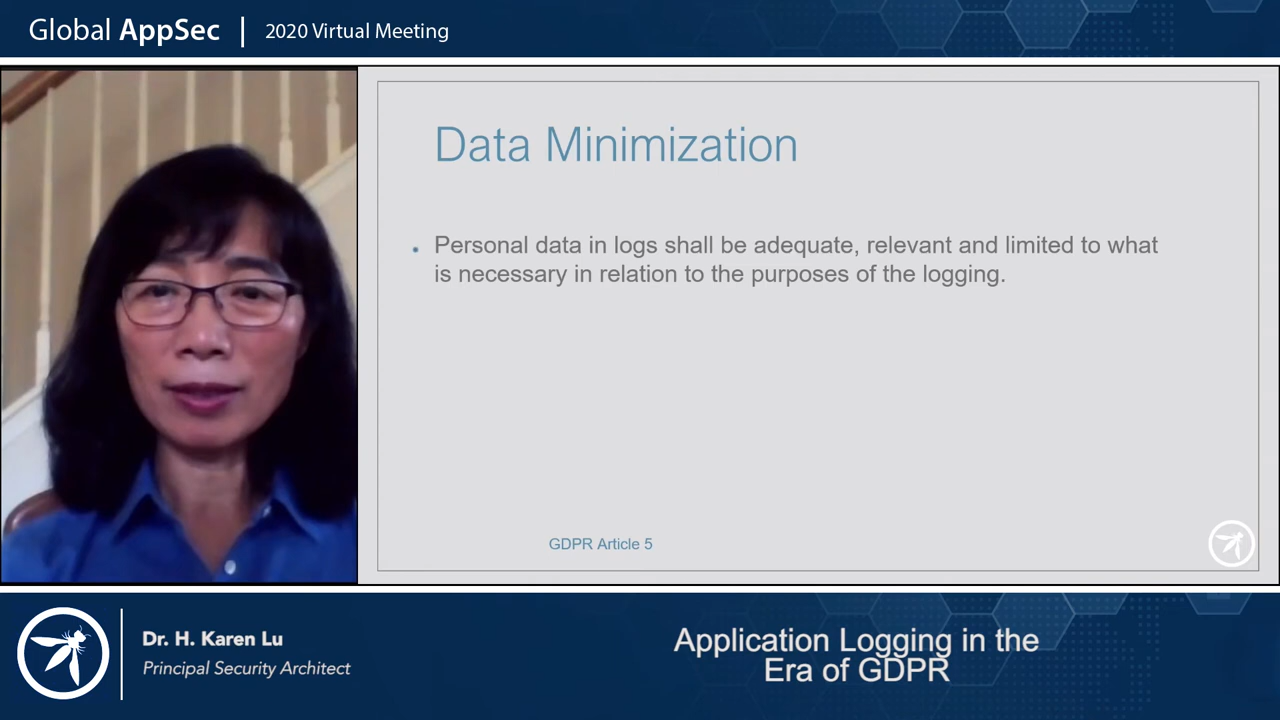 Global AppSec | 2020 Virtual Meeting
Data Minimization
• Personal data in logs shall be adequate, relevant and limited to what
is necessary in relation to the purposes of the logging.
GDPR Article 5
Dr. H. Karen Lu
Principal Security Architect
Application Logging in the
Era of GDPR